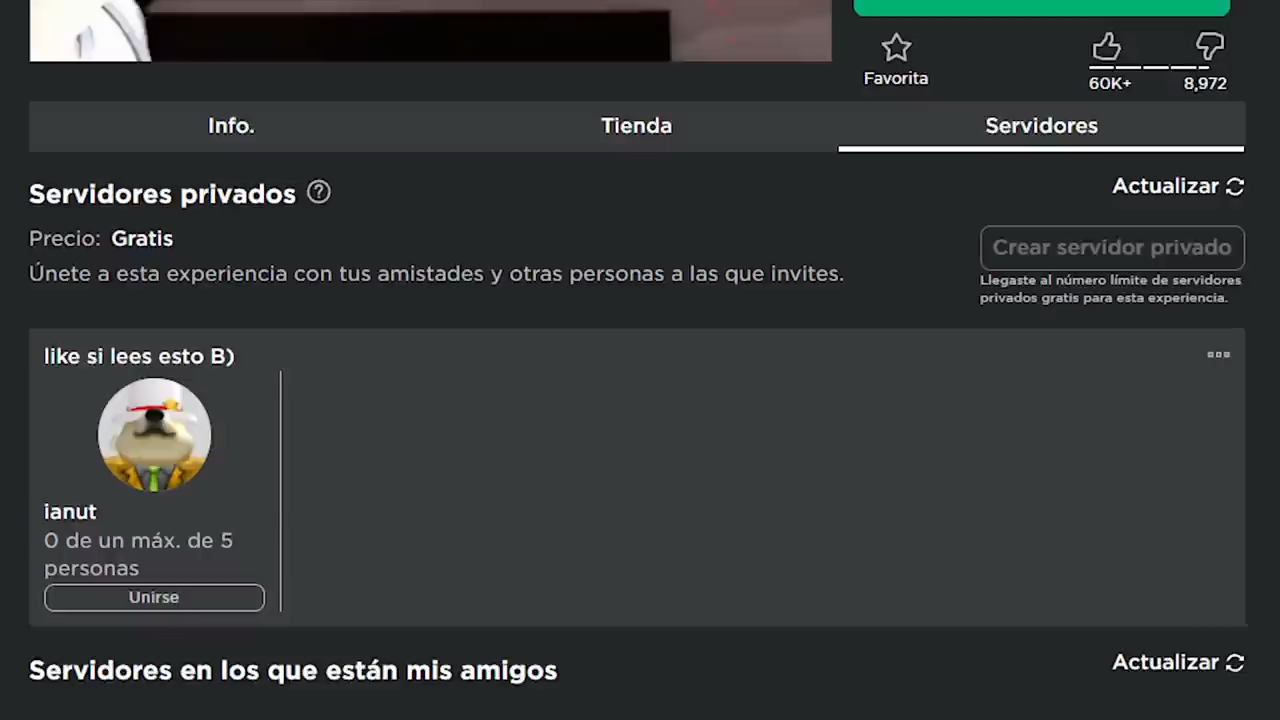 Favorita
60K+ 8,972
Info. Tienda Servidores
Servidores privados ?
Actualizar
Precio: Gratis
Crear servidor privado
Únete a esta experiencia con tus amistades y otras personas a las que invites.
Llegaste al número límite de servidores
privados gratis para esta experiencia.
like si lees esto B)
ianut
0 de un máx. de 5
personas
Unirse
Servidores en los que están mis amigos
Actualizar